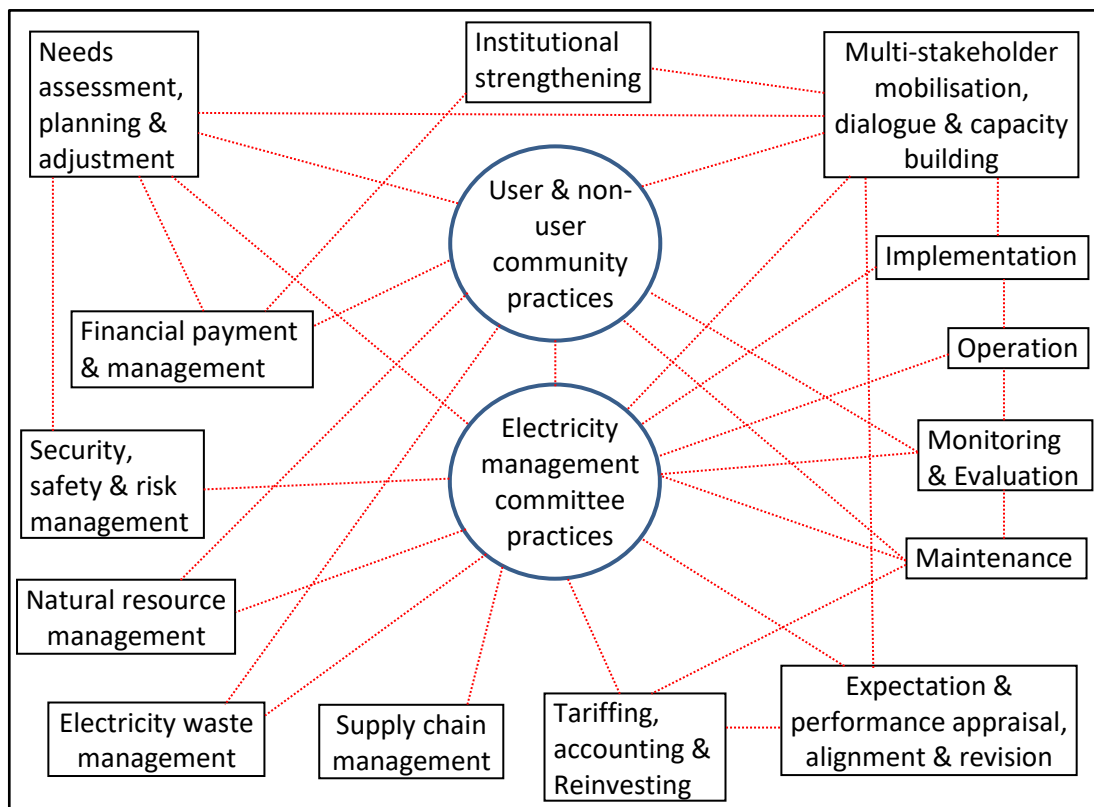 Needs
assessment,
planning &
adjustment
Institutional
strengthening
Multi-stakeholder
mobilisation,
dialogue & capacity
building
User & non-
user
community
practices
Implementation
Financial payment
& management
Operation
Electricity
management
committee
practices
Security,
safety & risk
management
Monitoring
& Evaluation
Maintenance
Natural resource
management
Electricity waste
management
Supply chain
management
Tariffing,
accounting &
Reinvesting
Expectation &
performance appraisal,
alignment & revision